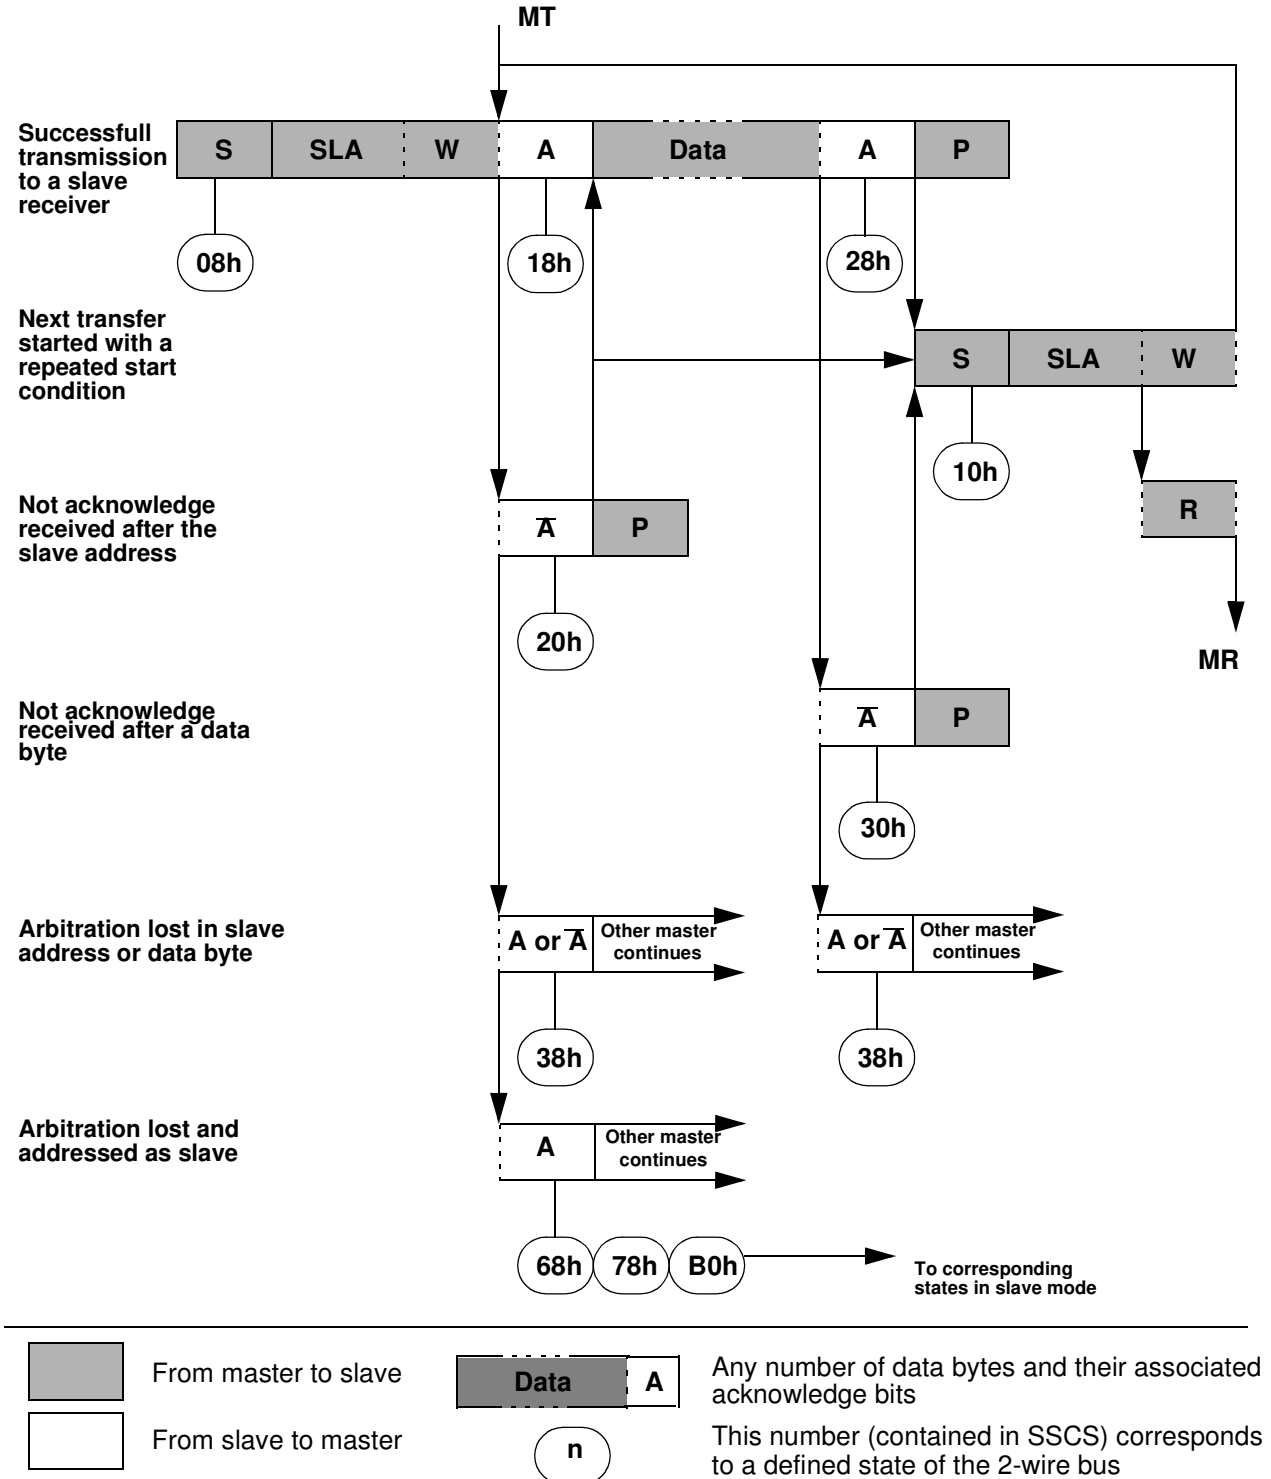 MT
Successfull
transmission
to a slave
receiver
S SLA W A Data A P
08h 18h 28h
Next transfer
started with a
repeated start
condition
S SLA W
10h
Not acknowledge
received after the
slave address
A̅ P
R
20h
MR
Not acknowledge
received after a data
byte
A̅ P
30h
Arbitration lost in slave
address or data byte
A or A̅
Other master
continues
A or A̅
Other master
continues
38h 38h
Arbitration lost and
addressed as slave
A
Other master
continues
68h 78h B0h
To corresponding
states in slave mode
From master to slave
Data A
Any number of data bytes and their associated
acknowledge bits
From slave to master
n
This number (contained in SSCS) corresponds
to a defined state of the 2-wire bus